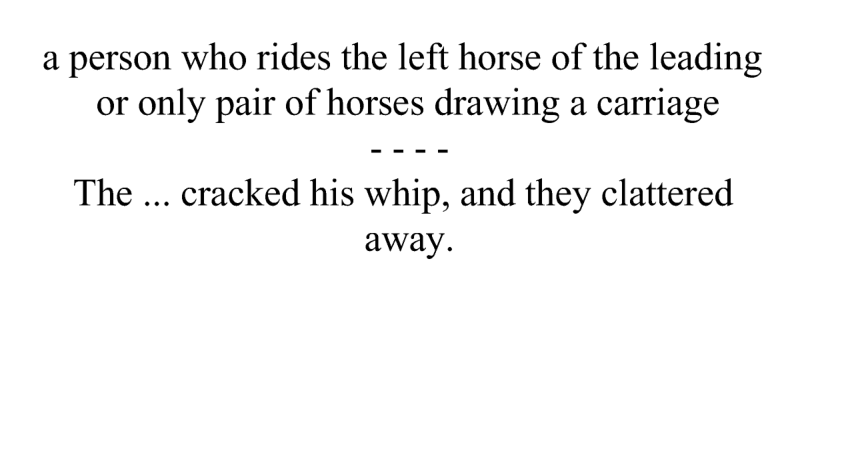 a person who rides the left horse of the leading
or only pair of horses drawing a carriage
- - - -
The ... cracked his whip, and they clattered
away.